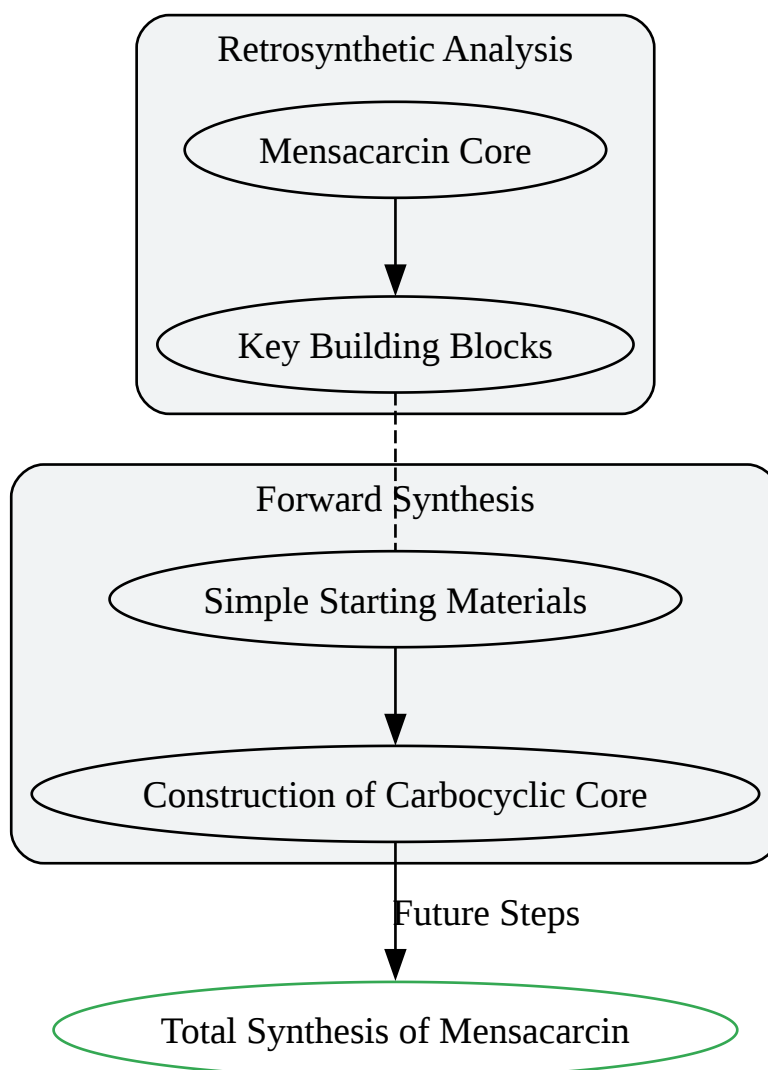 Retrosynthetic Analysis
Mensacarcin Core
Key Building Blocks
Forward Synthesis
Simple Starting Materials
Construction of Carbocyclic Core
Future Steps
Total Synthesis of Mensacarcin